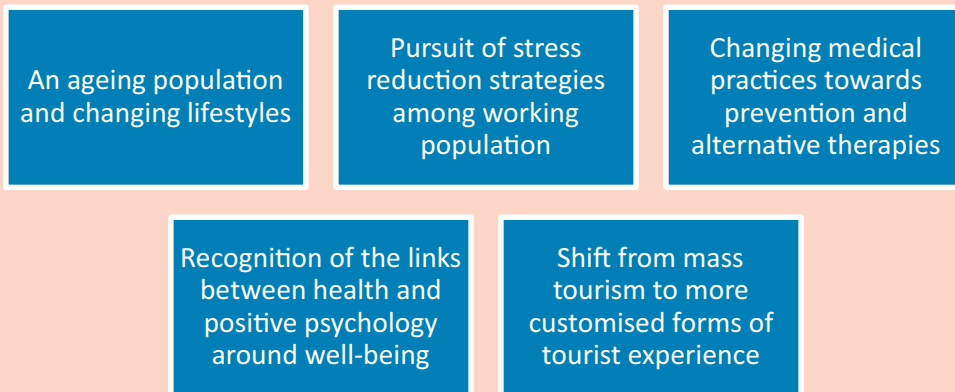 An ageing population
and changing lifestyles
Pursuit of stress
reduction strategies
among working
population
Changing medical
practices towards
prevention and
alternative therapies
Recognition of the links
between health and
positive psychology
around well-being
Shift from mass
tourism to more
customised forms of
tourist experience